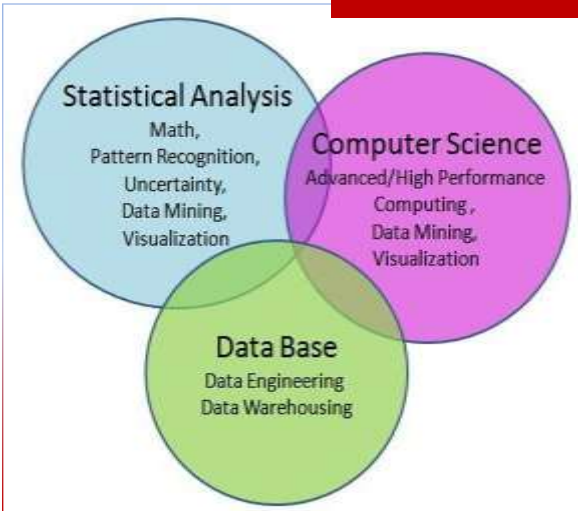 Statistical Analysis
Math,
Pattern Recognition,
Uncertainty,
Data Mining,
Visualization
Computer Science
Advanced/High Performance
Computing ,
Data Mining,
Visualization
Data Base
Data Engineering
Data Warehousing